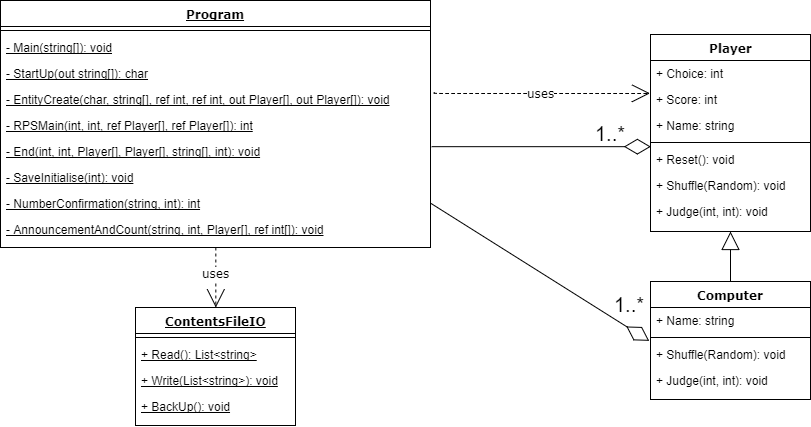 Program
- Main(string[]): void
- StartUp(out string[]): char
- EntityCreate(char, string[], ref int, ref int, out Player[], out Player[]): void
- RPSMain(int, int, ref Player[], ref Player[]): int
- End(int, int, Player[], Player[], string[], int): void
- SaveInitialise(int): void
- NumberConfirmation(string, int): int
- AnnouncementAndCount(string, int, Player[], ref int[]): void
uses
1..*
Player
+ Choice: int
+ Score: int
+ Name: string
+ Reset(): void
+ Shuffle(Random): void
+ Judge(int, int): void
uses
ContentsFileIO
+ Read(): List<string>
+ Write(List<string>): void
+ BackUp(): void
1..*
Computer
+ Name: string
+ Shuffle(Random): void
+ Judge(int, int): void